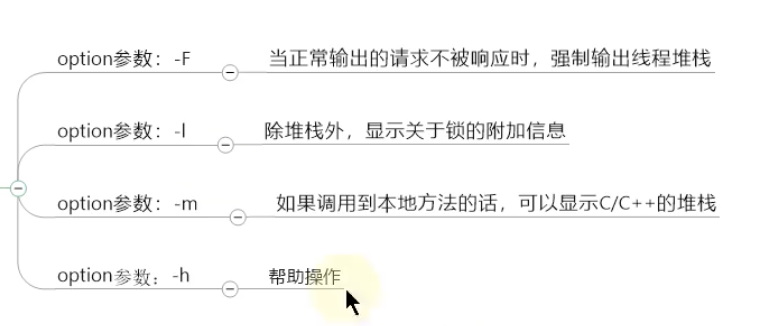 option参数：-F 当正常输出的请求不被响应时，强制输出线程堆栈
option参数：-l 除堆栈外，显示关于锁的附加信息
option参数：-m 如果调用到本地方法的话，可以显示C/C++的堆栈
option参数：-h 帮助操作